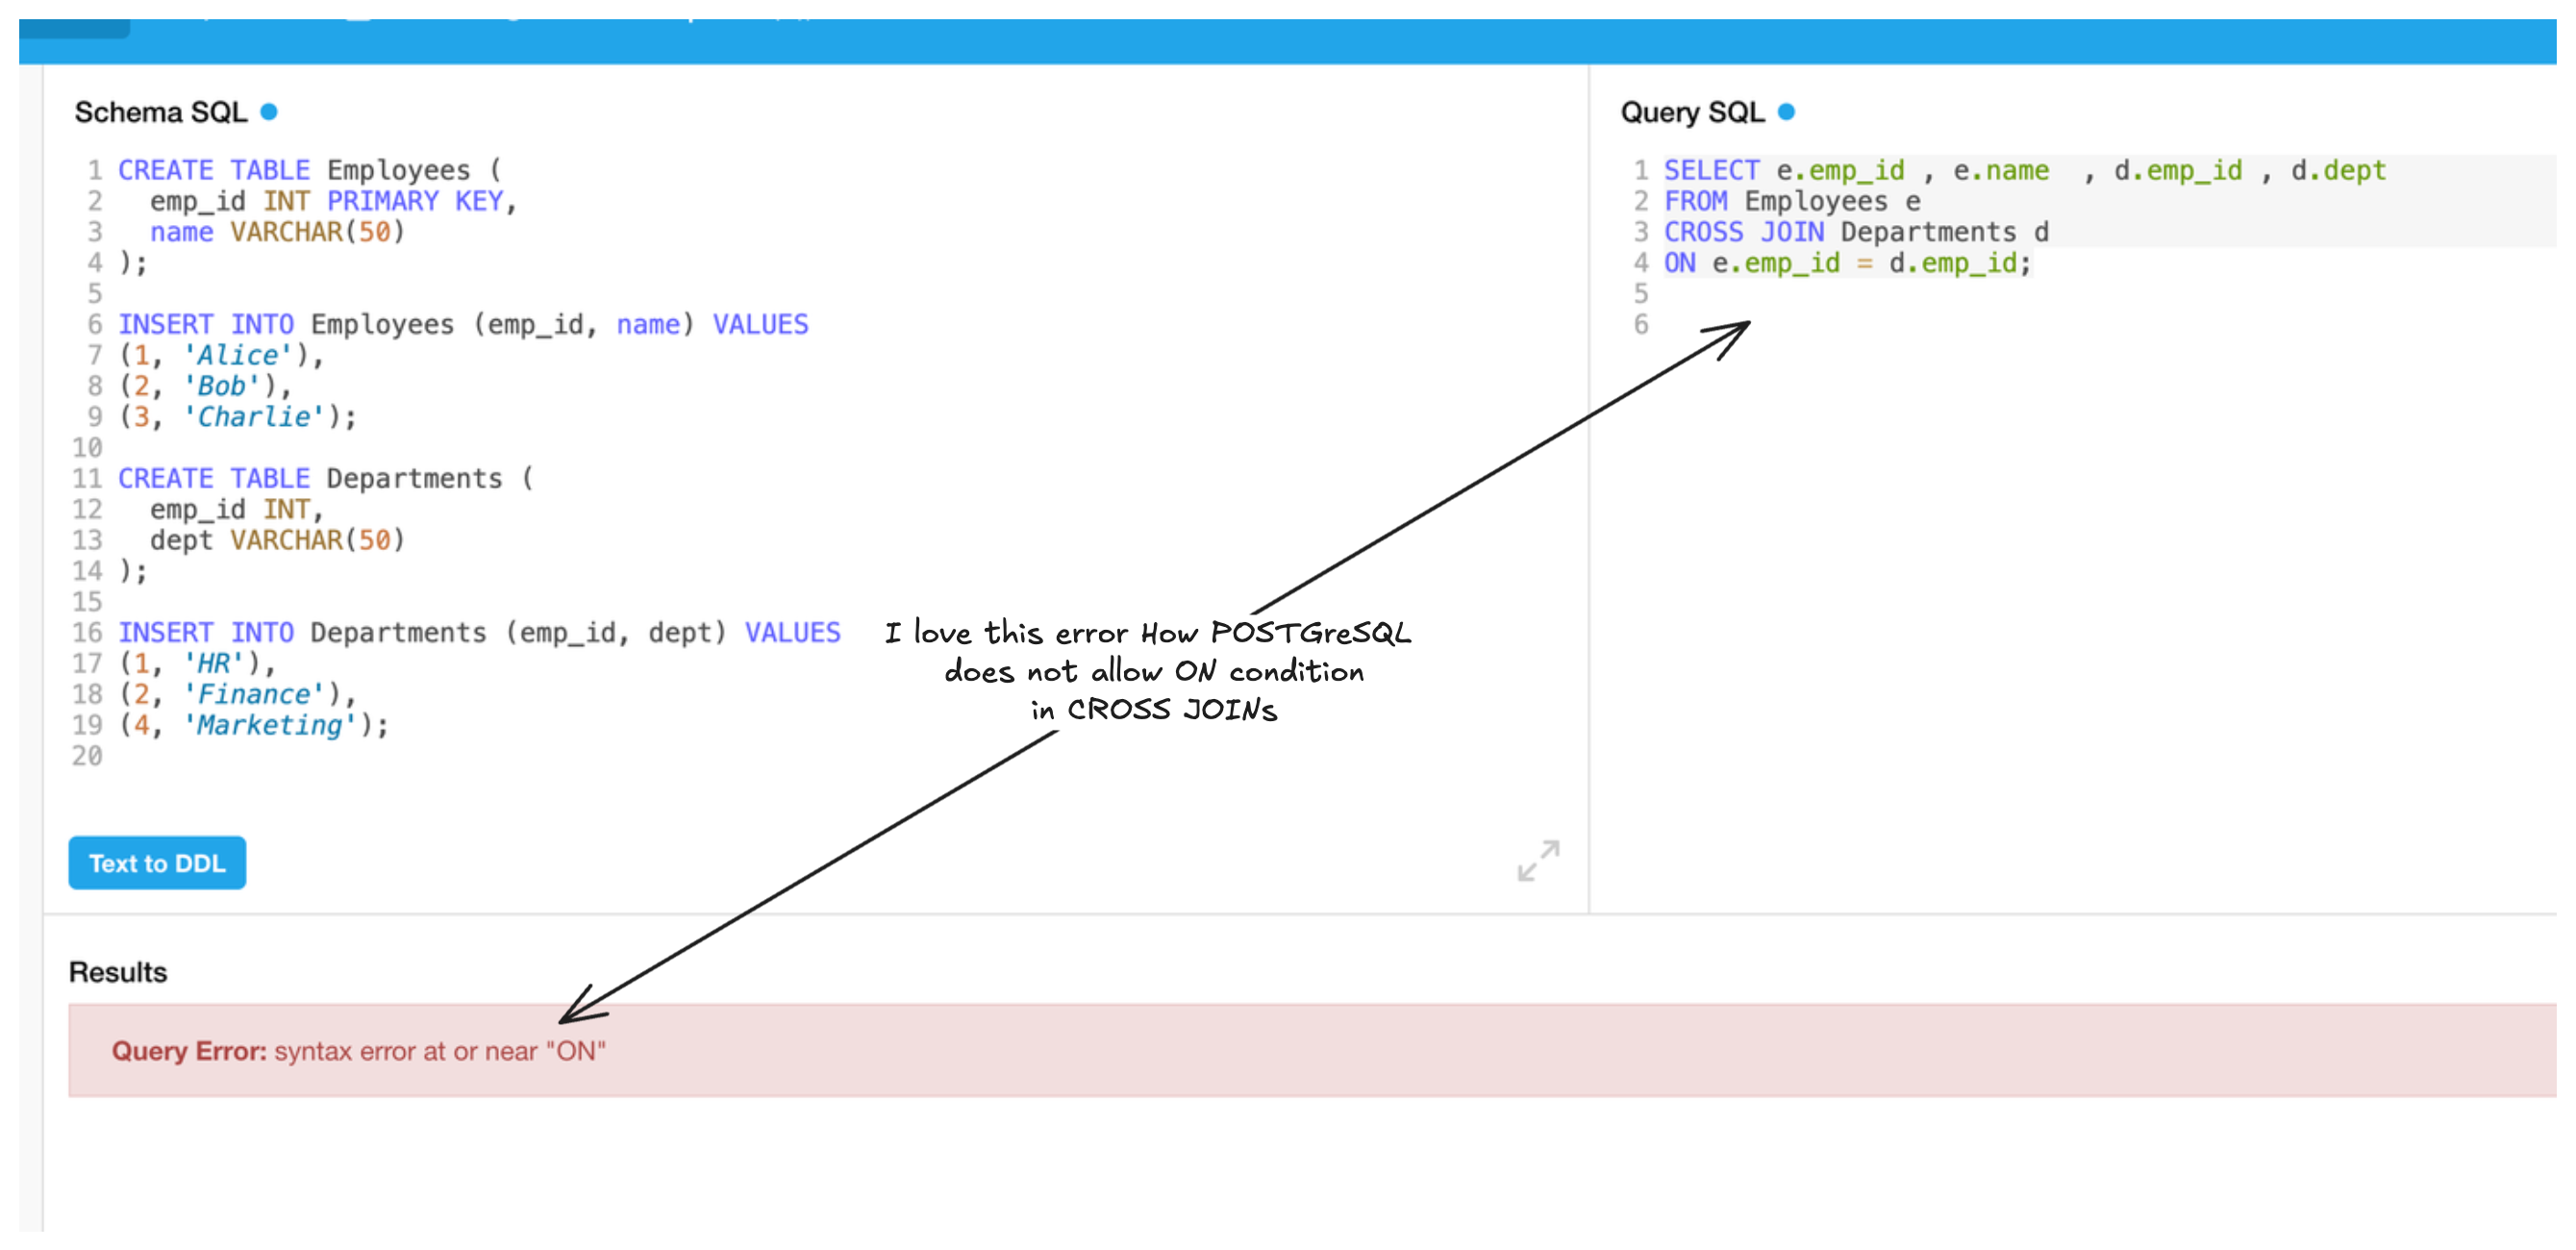 Schema SQL
1 CREATE TABLE Employees (
2 emp_id INT PRIMARY KEY,
3 name VARCHAR(50)
4 );
5
6 INSERT INTO Employees (emp_id, name) VALUES
7 (1, 'Alice'),
8 (2, 'Bob'),
9 (3, 'Charlie');
10
11 CREATE TABLE Departments (
12 emp_id INT,
13 dept VARCHAR(50)
14 );
15
16 INSERT INTO Departments (emp_id, dept) VALUES
17 (1, 'HR'),
18 (2, 'Finance'),
19 (4, 'Marketing');
20
Text to DDL
Query SQL
1 SELECT e.emp_id , e.name  , d.emp_id , d.dept
2 FROM Employees e
3 CROSS JOIN Departments d
4 ON e.emp_id = d.emp_id;
5
6
I love this error How POSTGreSQL
does not allow ON condition
in CROSS JOINs
Results
Query Error: syntax error at or near "ON"